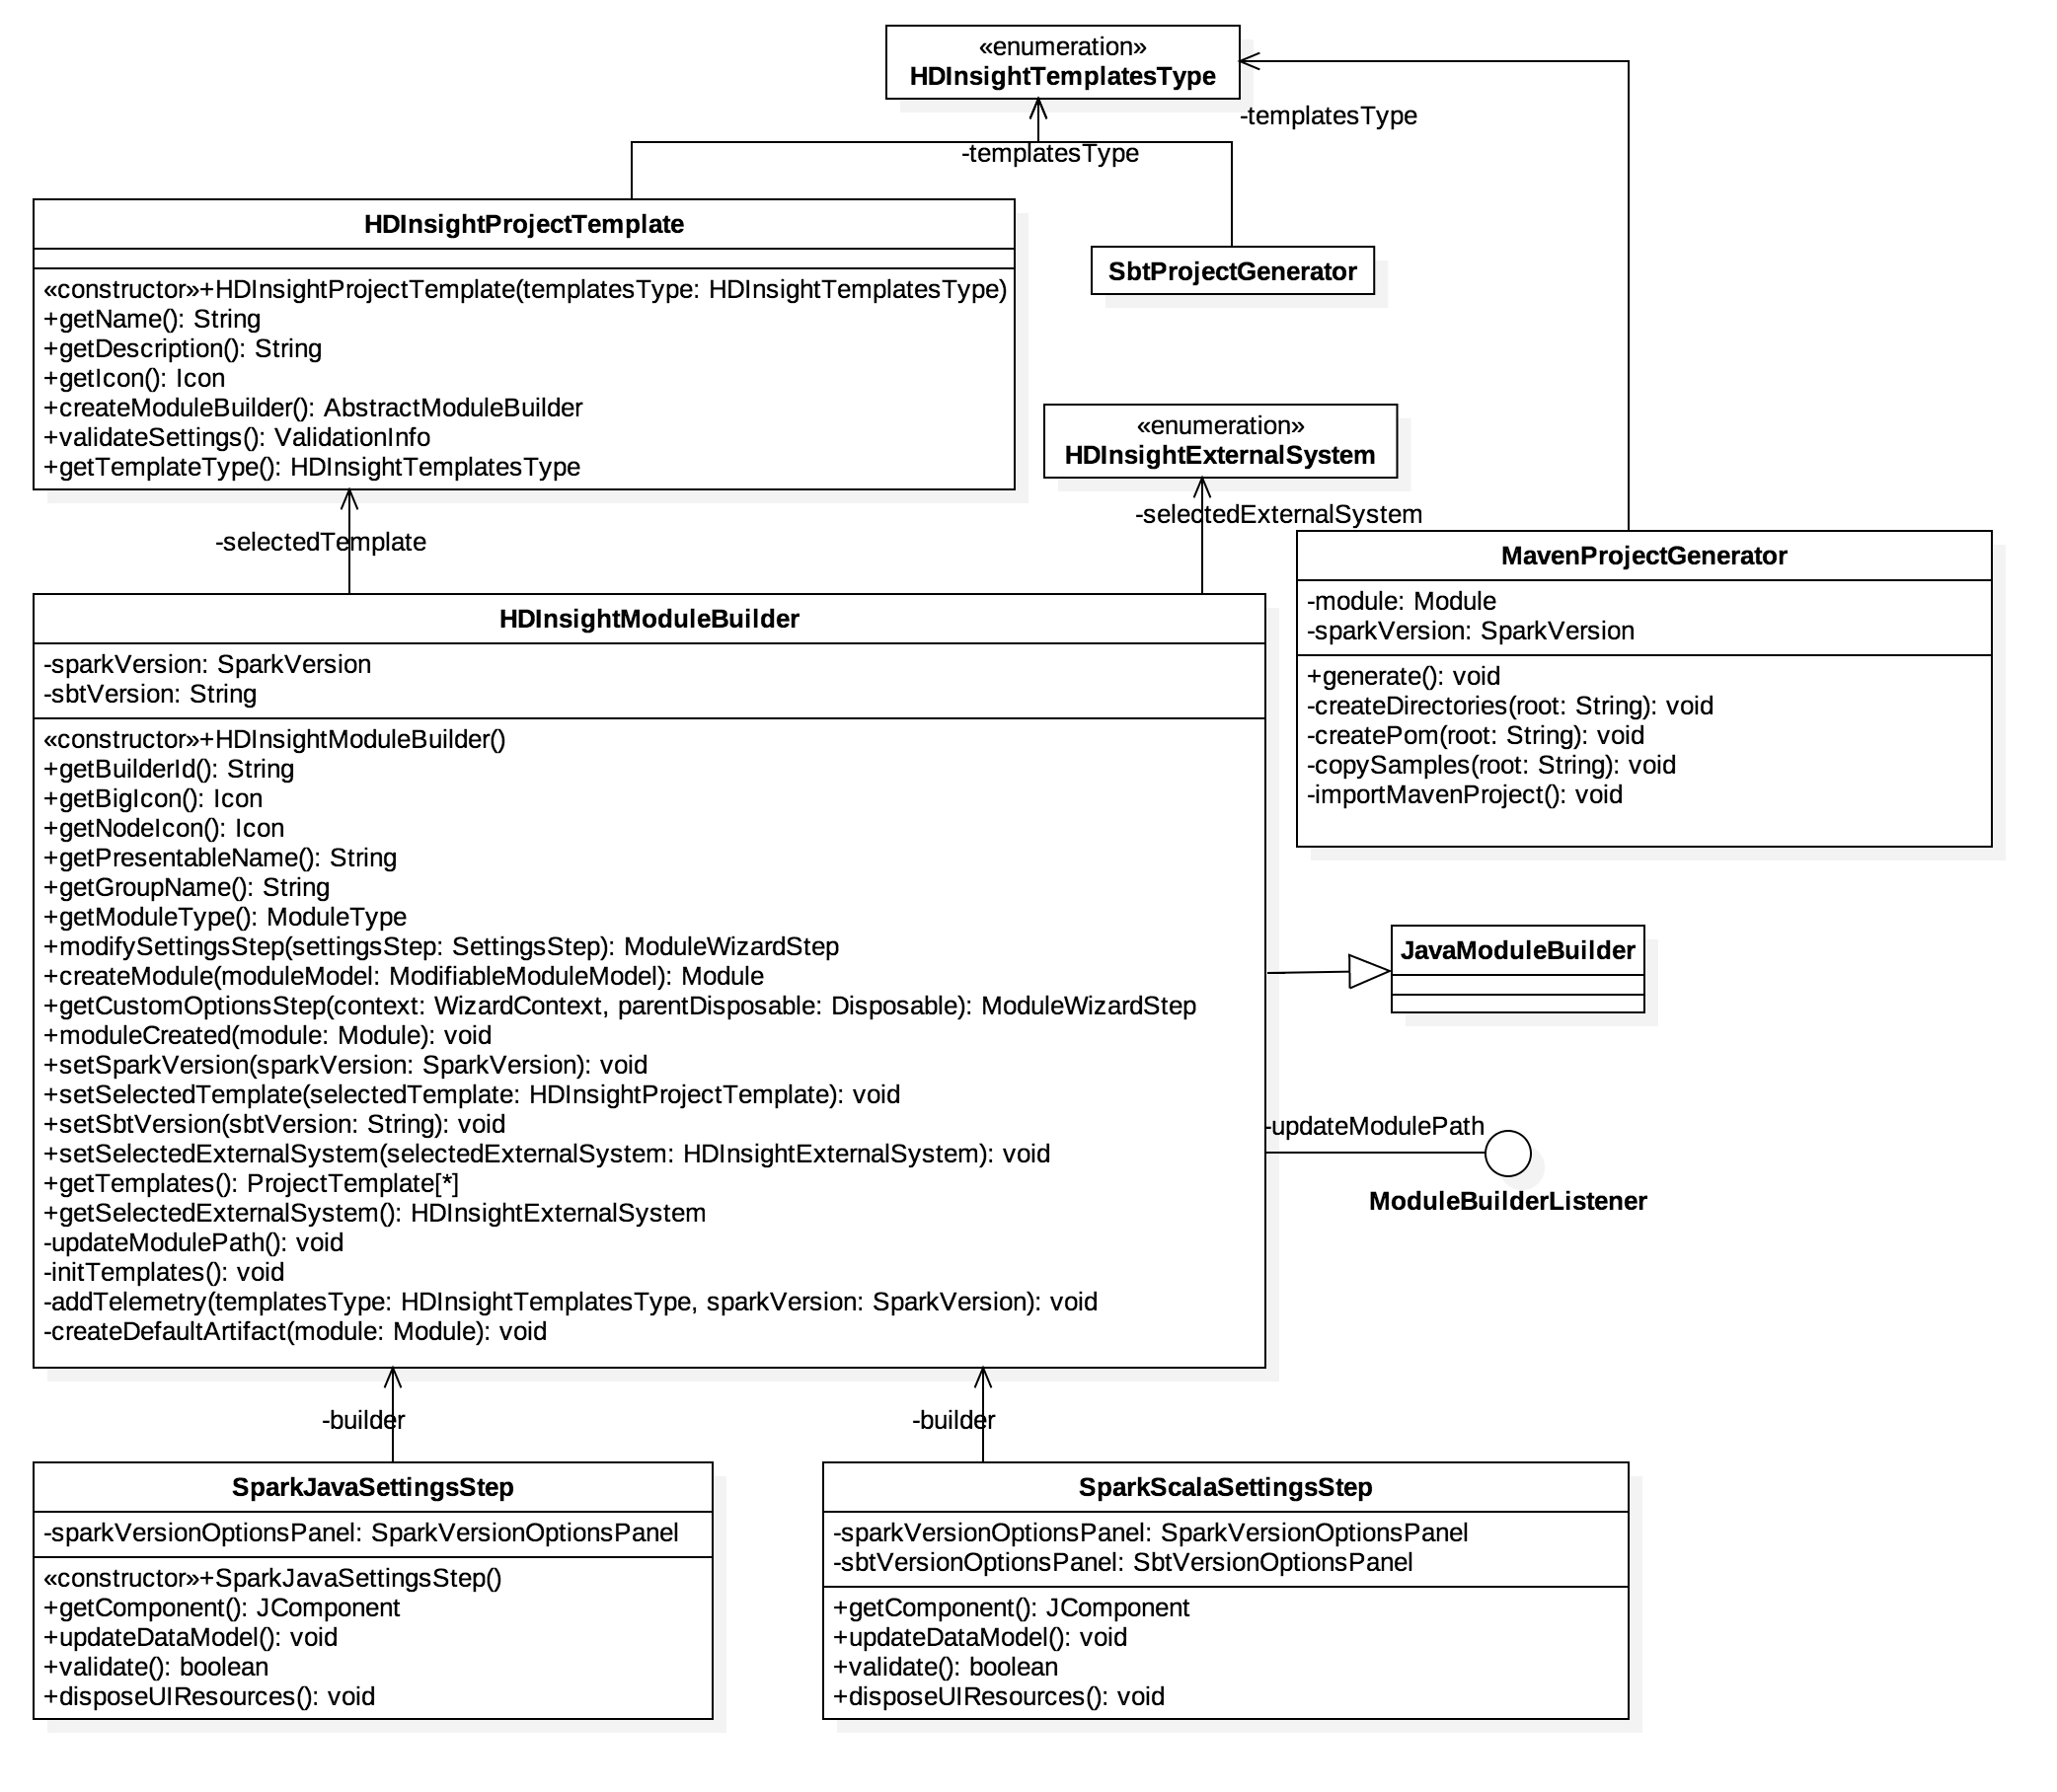 «enumeration»
HDInsightTemplatesType
-templatesType
-templatesType
HDInsightProjectTemplate
«constructor»+HDInsightProjectTemplate(templatesType: HDInsightTemplatesType)
+getName(): String
+getDescription(): String
+getIcon(): Icon
+createModuleBuilder(): AbstractModuleBuilder
+validateSettings(): ValidationInfo
+getTemplateType(): HDInsightTemplatesType
SbtProjectGenerator
«enumeration»
HDInsightExternalSystem
-selectedExternalSystem
-selectedTemplate
MavenProjectGenerator
-module: Module
-sparkVersion: SparkVersion
+generate(): void
-createDirectories(root: String): void
-createPom(root: String): void
-copySamples(root: String): void
-importMavenProject(): void
HDInsightModuleBuilder
-sparkVersion: SparkVersion
-sbtVersion: String
«constructor»+HDInsightModuleBuilder()
+getBuilderId(): String
+getBigIcon(): Icon
+getNodeIcon(): Icon
+getPresentableName(): String
+getGroupName(): String
+getModuleType(): ModuleType
+modifySettingsStep(settingsStep: SettingsStep): ModuleWizardStep
+createModule(moduleModel: ModifiableModuleModel): Module
+getCustomOptionsStep(context: WizardContext, parentDisposable: Disposable): ModuleWizardStep
+moduleCreated(module: Module): void
+setSparkVersion(sparkVersion: SparkVersion): void
+setSelectedTemplate(selectedTemplate: HDInsightProjectTemplate): void
+setSbtVersion(sbtVersion: String): void
+setSelectedExternalSystem(selectedExternalSystem: HDInsightExternalSystem): void
+getTemplates(): ProjectTemplate[*]
+getSelectedExternalSystem(): HDInsightExternalSystem
-updateModulePath(): void
-initTemplates(): void
-addTelemetry(templatesType: HDInsightTemplatesType, sparkVersion: SparkVersion): void
-createDefaultArtifact(module: Module): void
JavaModuleBuilder
-updateModulePath
ModuleBuilderListener
-builder
-builder
SparkJavaSettingsStep
-sparkVersionOptionsPanel: SparkVersionOptionsPanel
«constructor»+SparkJavaSettingsStep()
+getComponent(): JComponent
+updateDataModel(): void
+validate(): boolean
+disposeUIResources(): void
SparkScalaSettingsStep
-sparkVersionOptionsPanel: SparkVersionOptionsPanel
-sbtVersionOptionsPanel: SbtVersionOptionsPanel
+getComponent(): JComponent
+updateDataModel(): void
+validate(): boolean
+disposeUIResources(): void